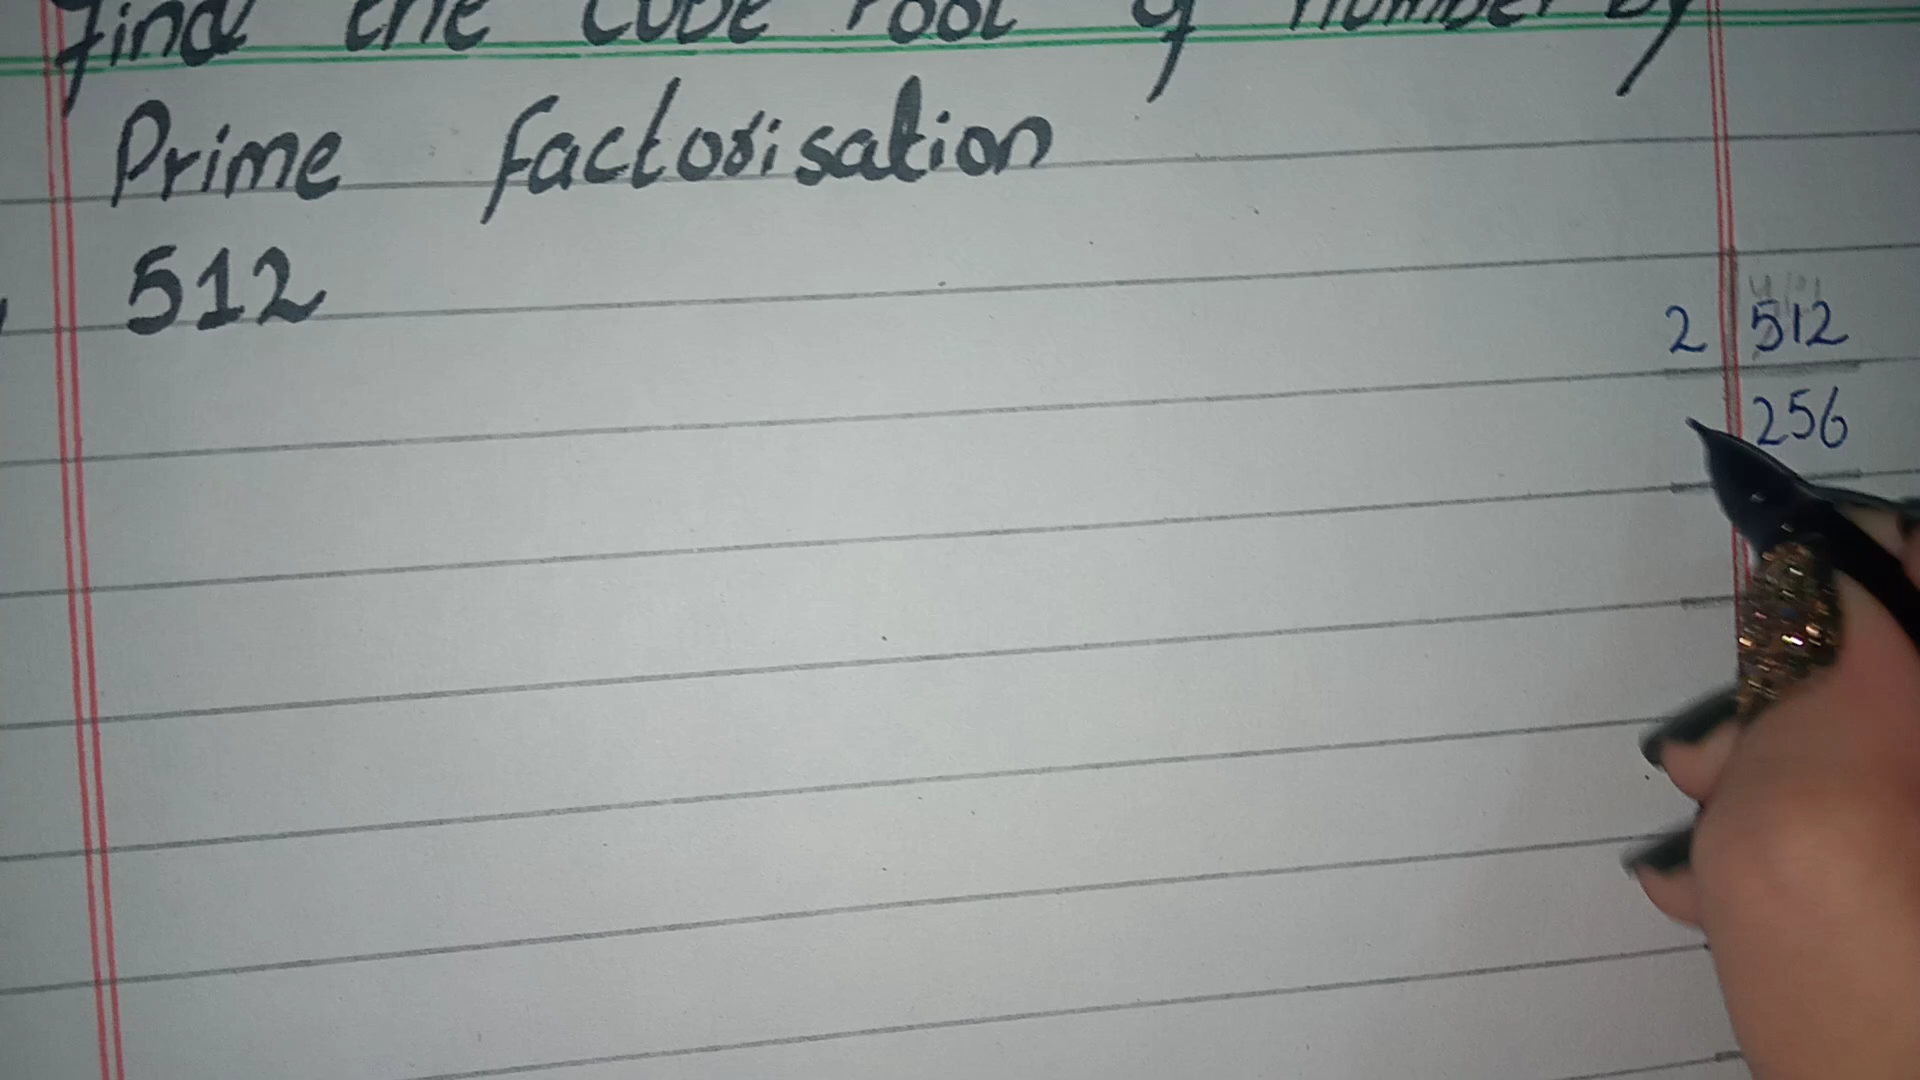 find the cube root of number by
Prime factorisation
512
2 512
256